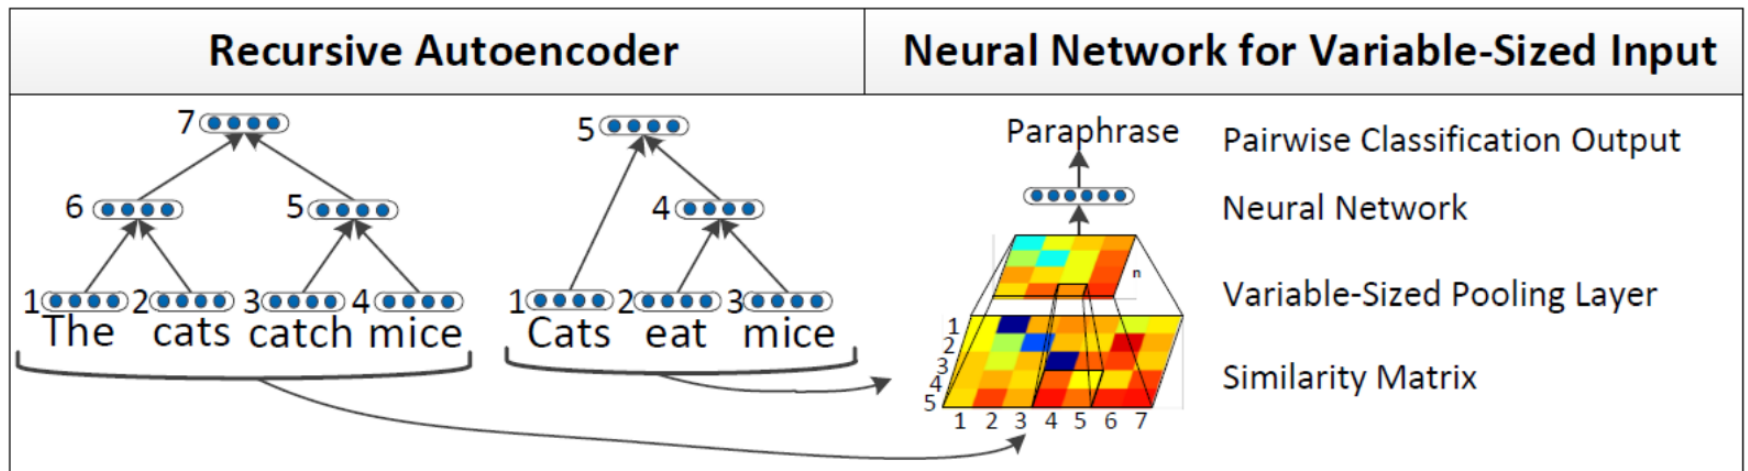 Recursive Autoencoder
Neural Network for Variable-Sized Input
7
6
5
1
2
3
4
The cats catch mice
5
4
1
2
3
Cats eat mice
Paraphrase
Pairwise Classification Output
Neural Network
n
Variable-Sized Pooling Layer
1
2
3
4
5
Similarity Matrix
1 2 3 4 5 6 7